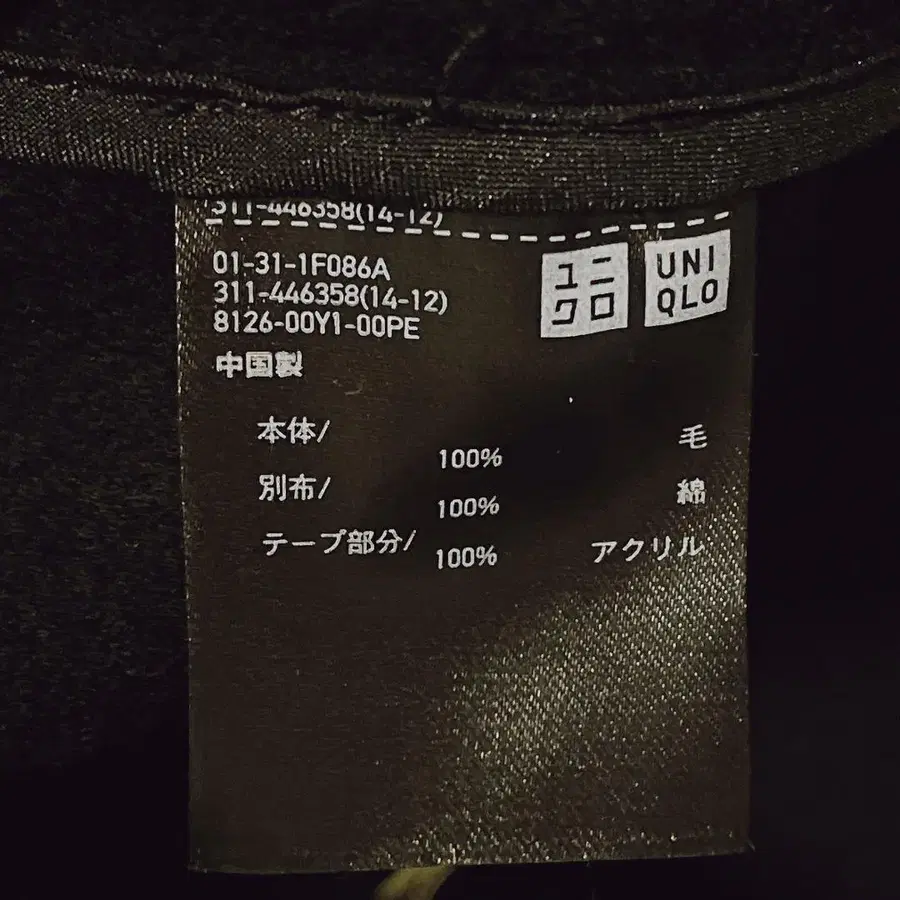 311-446358(14-12)
01-31-1F086A
311-446358(14-12)
8126-00Y1-00PE
中国製
ユニ
クロ
UNI
QLO
本体/ 100% 毛
別布/ 100% 綿
テープ部分/ 100% アクリル